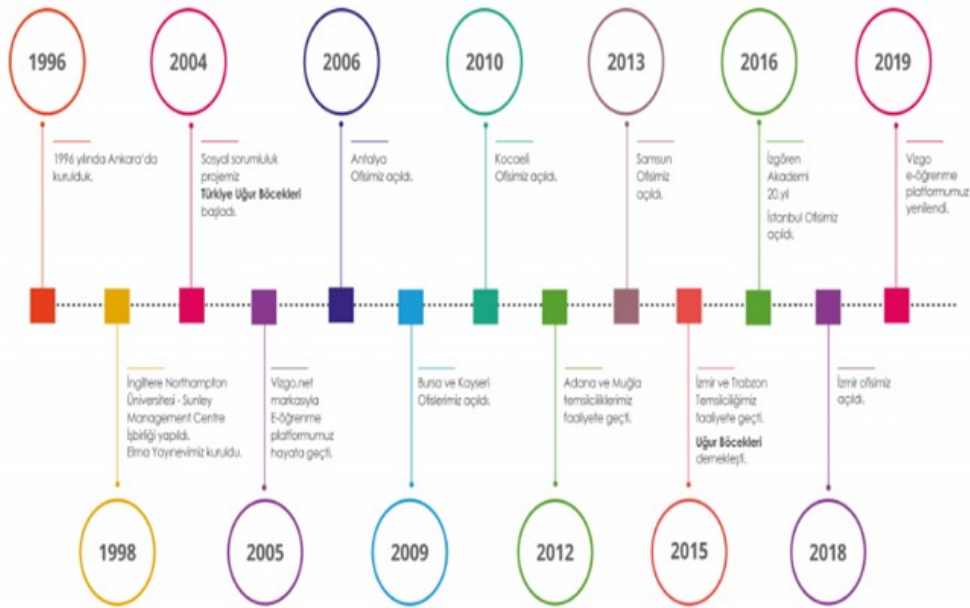 1996
1996 yılında Ankara'da
kurulduk.
1998
İngiltere Northampton
Üniversitesi - Sunley
Management Centre
İşbirliği yapıldı.
Elma Yayınevimiz kuruldu.
2004
Sosyal sorumluluk
projemiz
Türkiye Uğur Böcekleri
başladı.
2005
Vizgo.net
markasıyla
E-öğrenme
platformumuz
hayata geçti.
2006
Antalya
Ofisimiz açıldı.
2009
Bursa ve Kayseri
Ofislerimiz açıldı.
2010
Kocaeli
Ofisimiz açıldı.
2012
Adana ve Muğla
temsilciliklerimiz
faaliyete geçti.
2013
Samsun
Ofisimiz
açıldı.
2015
İzmir ve Trabzon
Temsilciliğimiz
faaliyete geçti.
Uğur Böcekleri
dernekleşti.
2016
İzgören
Akademi
20.yıl
İstanbul Ofisimiz
açıldı.
2018
İzmir ofisimiz
açıldı.
2019
Vizgo
e-öğrenme
platformumuz
yenilendi.